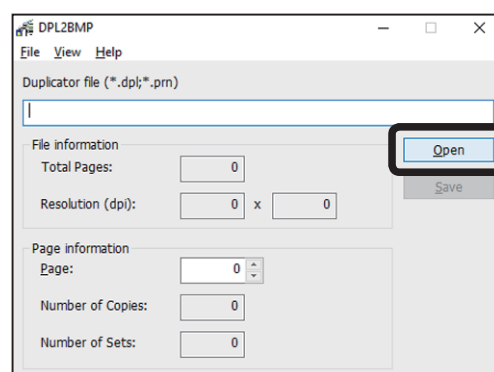 DPL2BMP
File View Help
Duplicator file (*.dpl;*.prn)
File information
Open
Total Pages: 0
Save
Resolution (dpi): 0 x 0
Page information
Page: 0
Number of Copies: 0
Number of Sets: 0